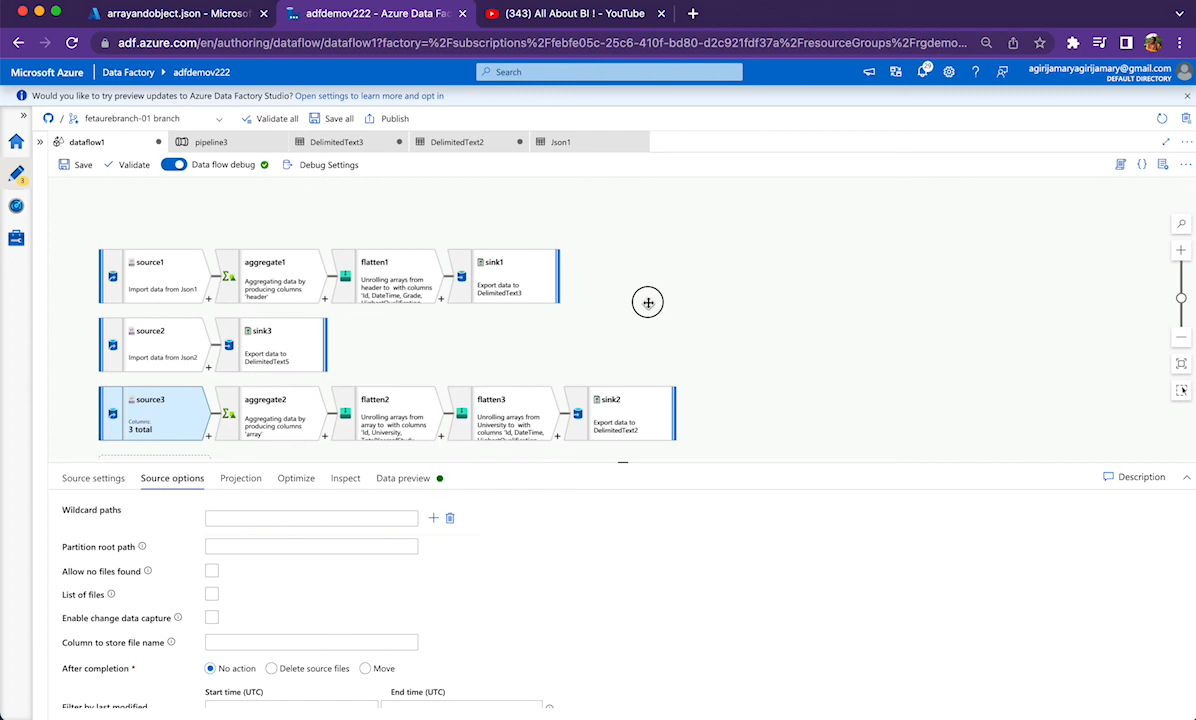 arrayandobject.json - Microsof
adfdemov222 - Azure Data Fac
(343) All About BI ! - YouTube
adf.azure.com/en/authoring/dataflow/dataflow1?factory=%2Fsubscriptions%2Ffebfe05c-25c6-410f-bd80-d2c921fdf37a%2FresourceGroups%2Frgdemo...
Microsoft Azure
Data Factory
adfdemov222
Search
29
agirijamaryagirijamary@gmail.com
DEFAULT DIRECTORY
Would you like to try preview updates to Azure Data Factory Studio? Open settings to learn more and opt in
/ fetaurebranch-01 branch
Validate all
Save all
Publish
dataflow1
pipeline3
DelimitedText3
DelimitedText2
Json1
Save
Validate
Data flow debug
Debug Settings
3
source1
Import data from Json1
aggregate1
Aggregating data by
producing columns
'header'
flatten1
Unrolling arrays from
header to with columns
'Id, DateTime, Grade,
HighestQualification
sink1
Export data to
DelimitedText3
source2
Import data from Json2
sink3
Export data to
DelimitedText5
source3
Columns:
3 total
aggregate2
Aggregating data by
producing columns
'array'
flatten2
Unrolling arrays from
array to with columns
'Id, University,
flatten3
Unrolling arrays from
University to with
columns 'Id, DateTime,
HighestQualification
sink2
Export data to
DelimitedText2
Source settings
Source options
Projection
Optimize
Inspect
Data preview
Description
Wildcard paths
Partition root path
Allow no files found
List of files
Enable change data capture
Column to store file name
After completion *
No action
Delete source files
Move
Start time (UTC)
End time (UTC)
Filter by last modified